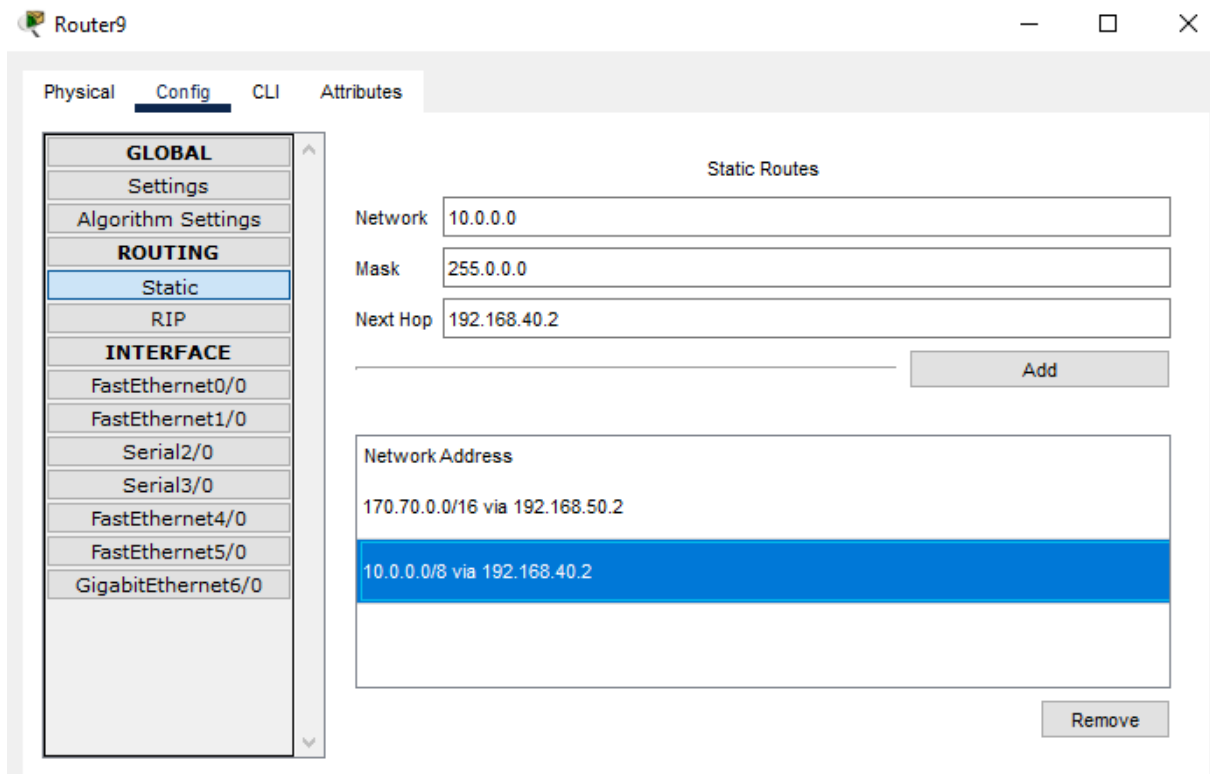 Router9
Physical Config CLI Attributes
GLOBAL
Settings
Algorithm Settings
ROUTING
Static
RIP
INTERFACE
FastEthernet0/0
FastEthernet1/0
Serial2/0
Serial3/0
FastEthernet4/0
FastEthernet5/0
GigabitEthernet6/0
Static Routes
Network 10.0.0.0
Mask 255.0.0.0
Next Hop 192.168.40.2
Add
Network Address
170.70.0.0/16 via 192.168.50.2
10.0.0.0/8 via 192.168.40.2
Remove